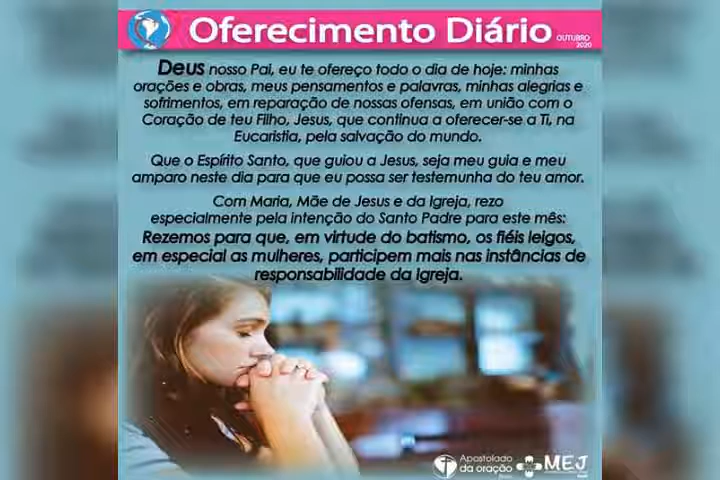 Oferecimento Diário OUTUBRO
2020
Deus nosso Pai, eu te ofereço todo o dia de hoje: minhas
orações e obras, meus pensamentos e palavras, minhas alegrias e
sofrimentos, em reparação de nossas ofensas, em união com o
Coração de teu Filho, Jesus, que continua a oferecer-se a Ti, na
Eucaristia, pela salvação do mundo.
Que o Espírito Santo, que guiou a Jesus, seja meu guia e meu
amparo neste dia para que eu possa ser testemunha do teu amor.
Com Maria, Mãe de Jesus e da Igreja, rezo
especialmente pela intenção do Santo Padre para este mês:
Rezemos para que, em virtude do batismo, os fiéis leigos,
em especial as mulheres, participem mais nas instâncias de
responsabilidade da Igreja.
Apostolado
da oração
MEJ